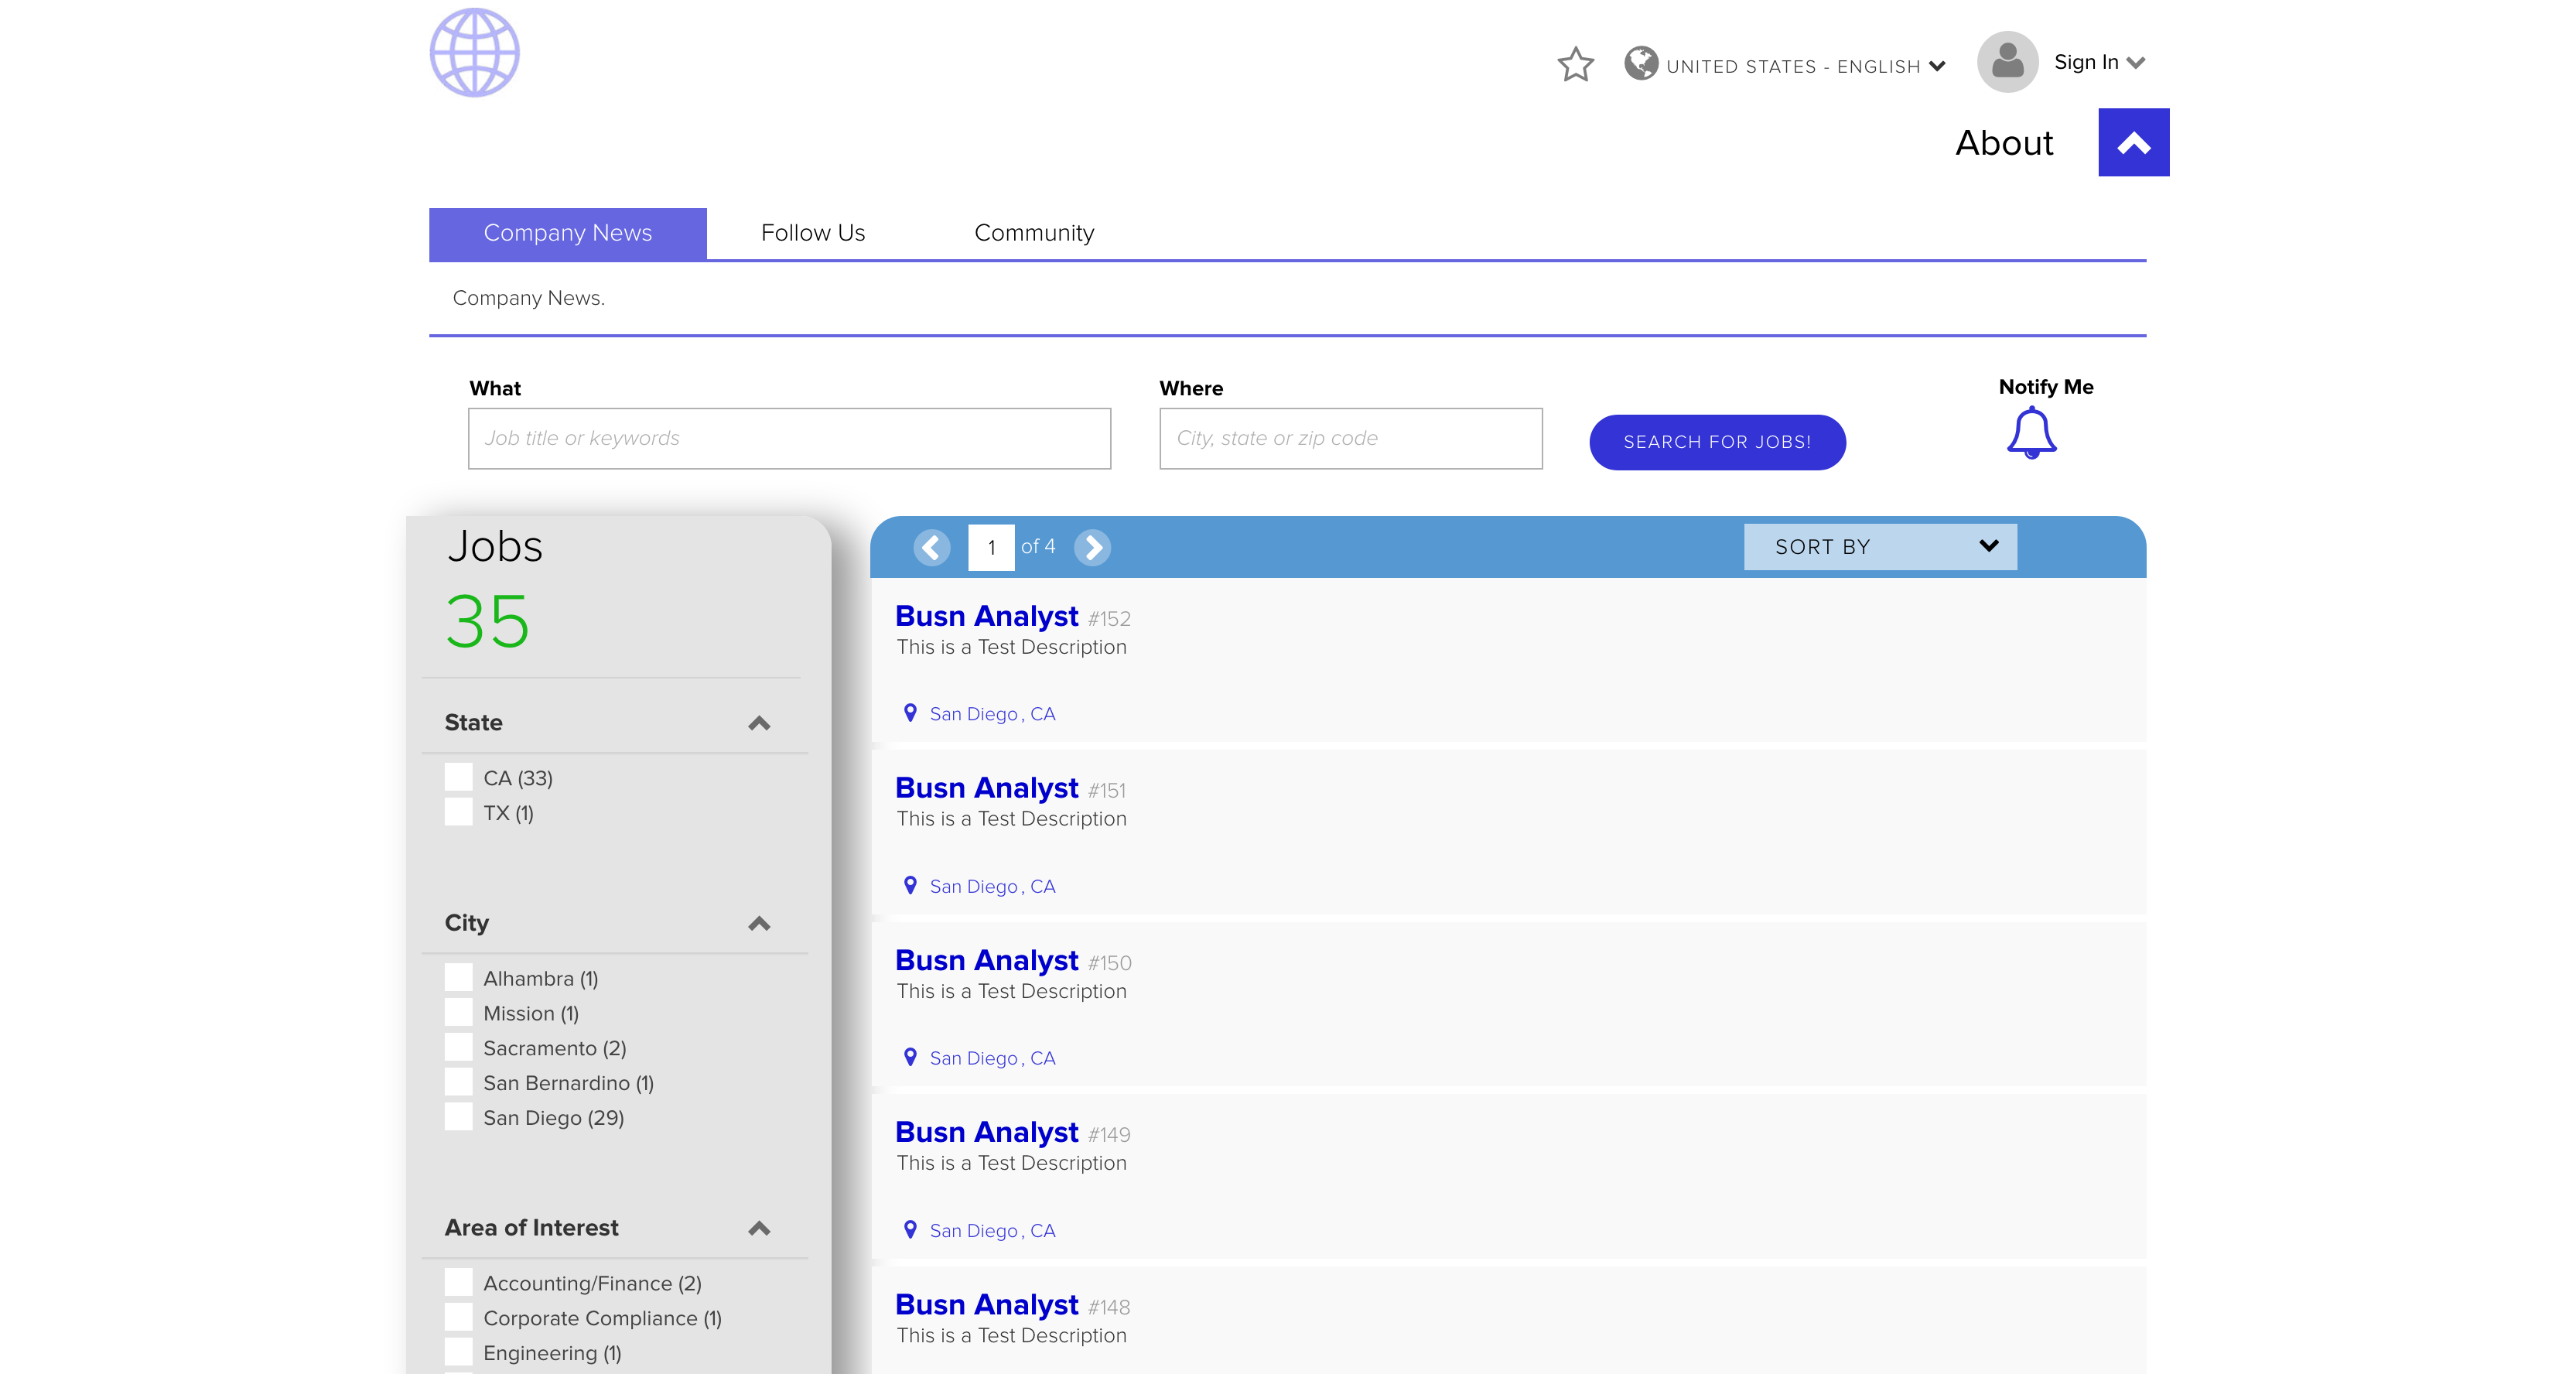 UNITED STATES - ENGLISH
Sign In
About
Company News
Follow Us
Community
Company News.
What
Where
Notify Me
Job title or keywords
City, state or zip code
SEARCH FOR JOBS!
Jobs
35
State
CA (33)
TX (1)
City
Alhambra (1)
Mission (1)
Sacramento (2)
San Bernardino (1)
San Diego (29)
Area of Interest
Accounting/Finance (2)
Corporate Compliance (1)
Engineering (1)
1 of 4
SORT BY
Busn Analyst #152
This is a Test Description
San Diego , CA
Busn Analyst #151
This is a Test Description
San Diego , CA
Busn Analyst #150
This is a Test Description
San Diego , CA
Busn Analyst #149
This is a Test Description
San Diego , CA
Busn Analyst #148
This is a Test Description